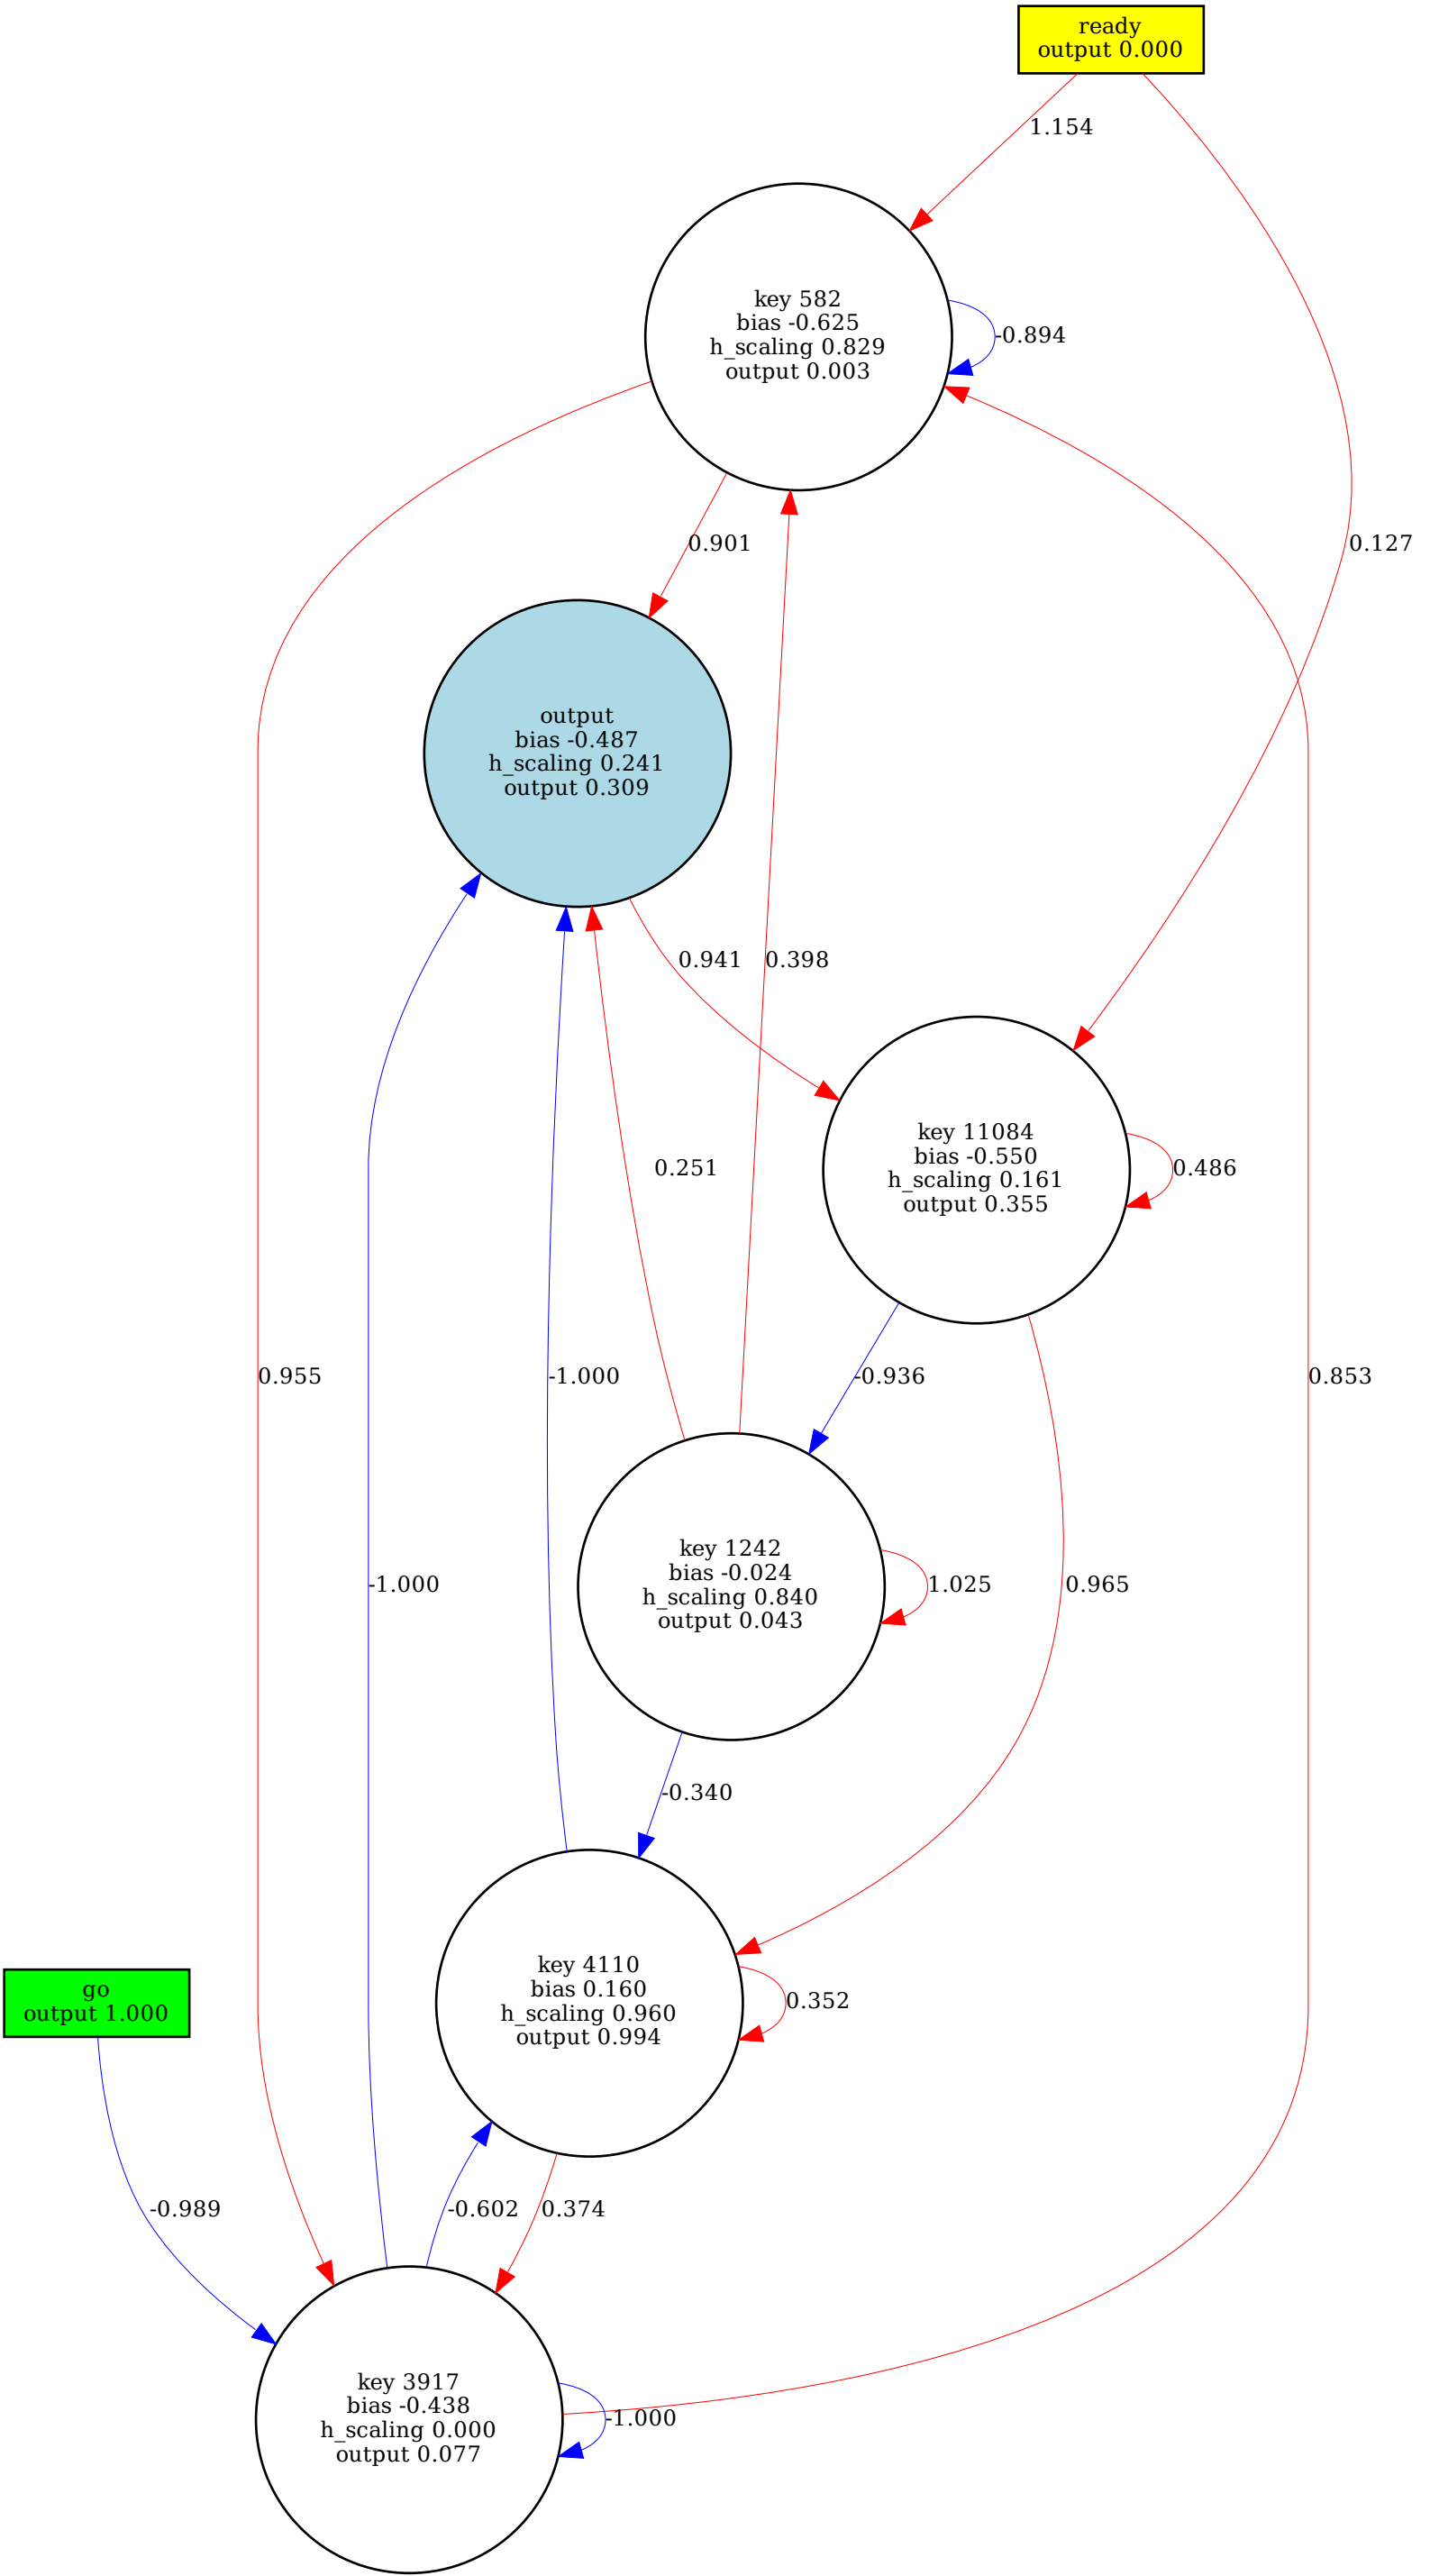 ready
output 0.000
1.154
key 582
bias -0.625
h_scaling 0.829
output 0.003
-0.894
0.901
0.127
output
bias -0.487
h_scaling 0.241
output 0.309
0.941
0.398
key 11084
bias -0.550
h_scaling 0.161
output 0.355
0.251
0.486
0.955
-1.000
-0.936
0.853
key 1242
bias -0.024
h_scaling 0.840
output 0.043
-1.000
1.025
0.965
-0.340
go
output 1.000
key 4110
bias 0.160
h_scaling 0.960
output 0.994
0.352
-0.989
-0.602
0.374
key 3917
bias -0.438
h_scaling 0.000
output 0.077
-1.000